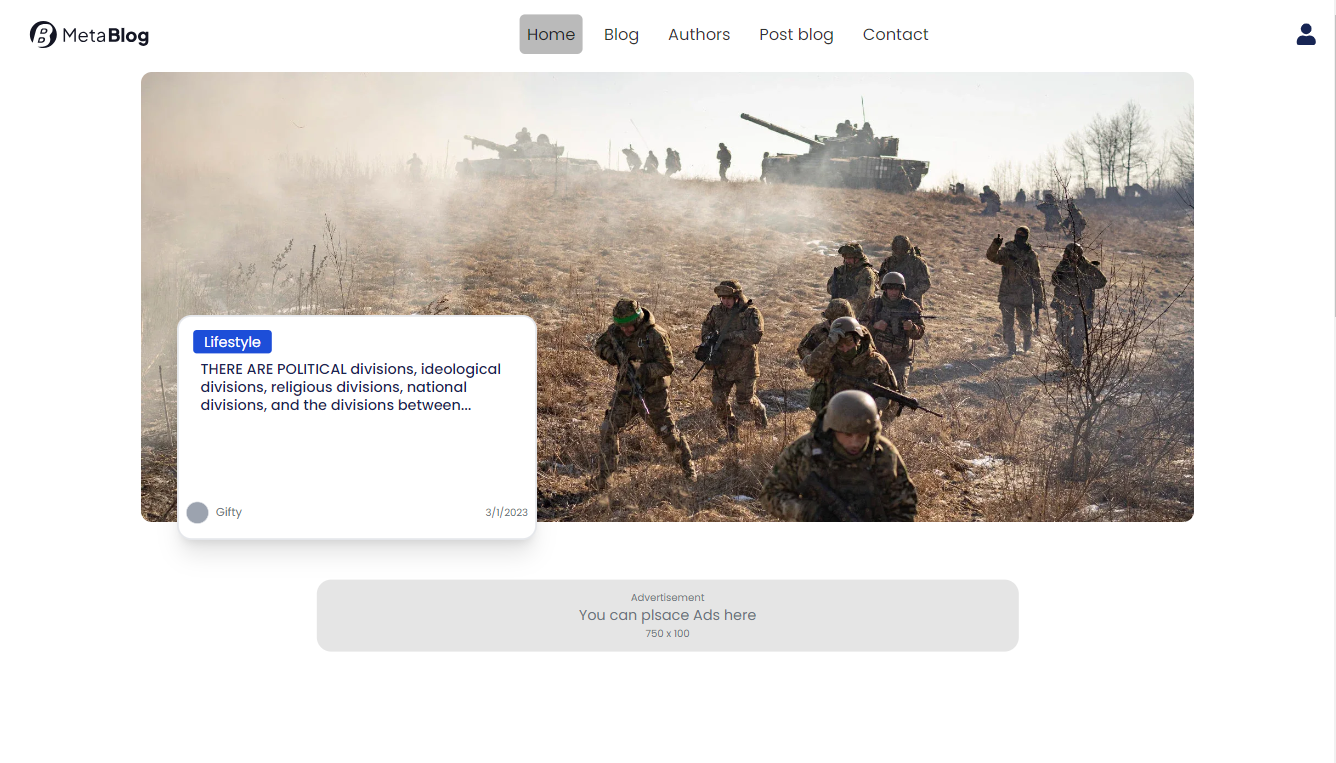 MetaBlog
Home Blog Authors Post blog Contact
Lifestyle
THERE ARE POLITICAL divisions, ideological
divisions, religious divisions, national
divisions, and the divisions between...
Gifty 3/1/2023
Advertisement
You can plsace Ads here
750 x 100